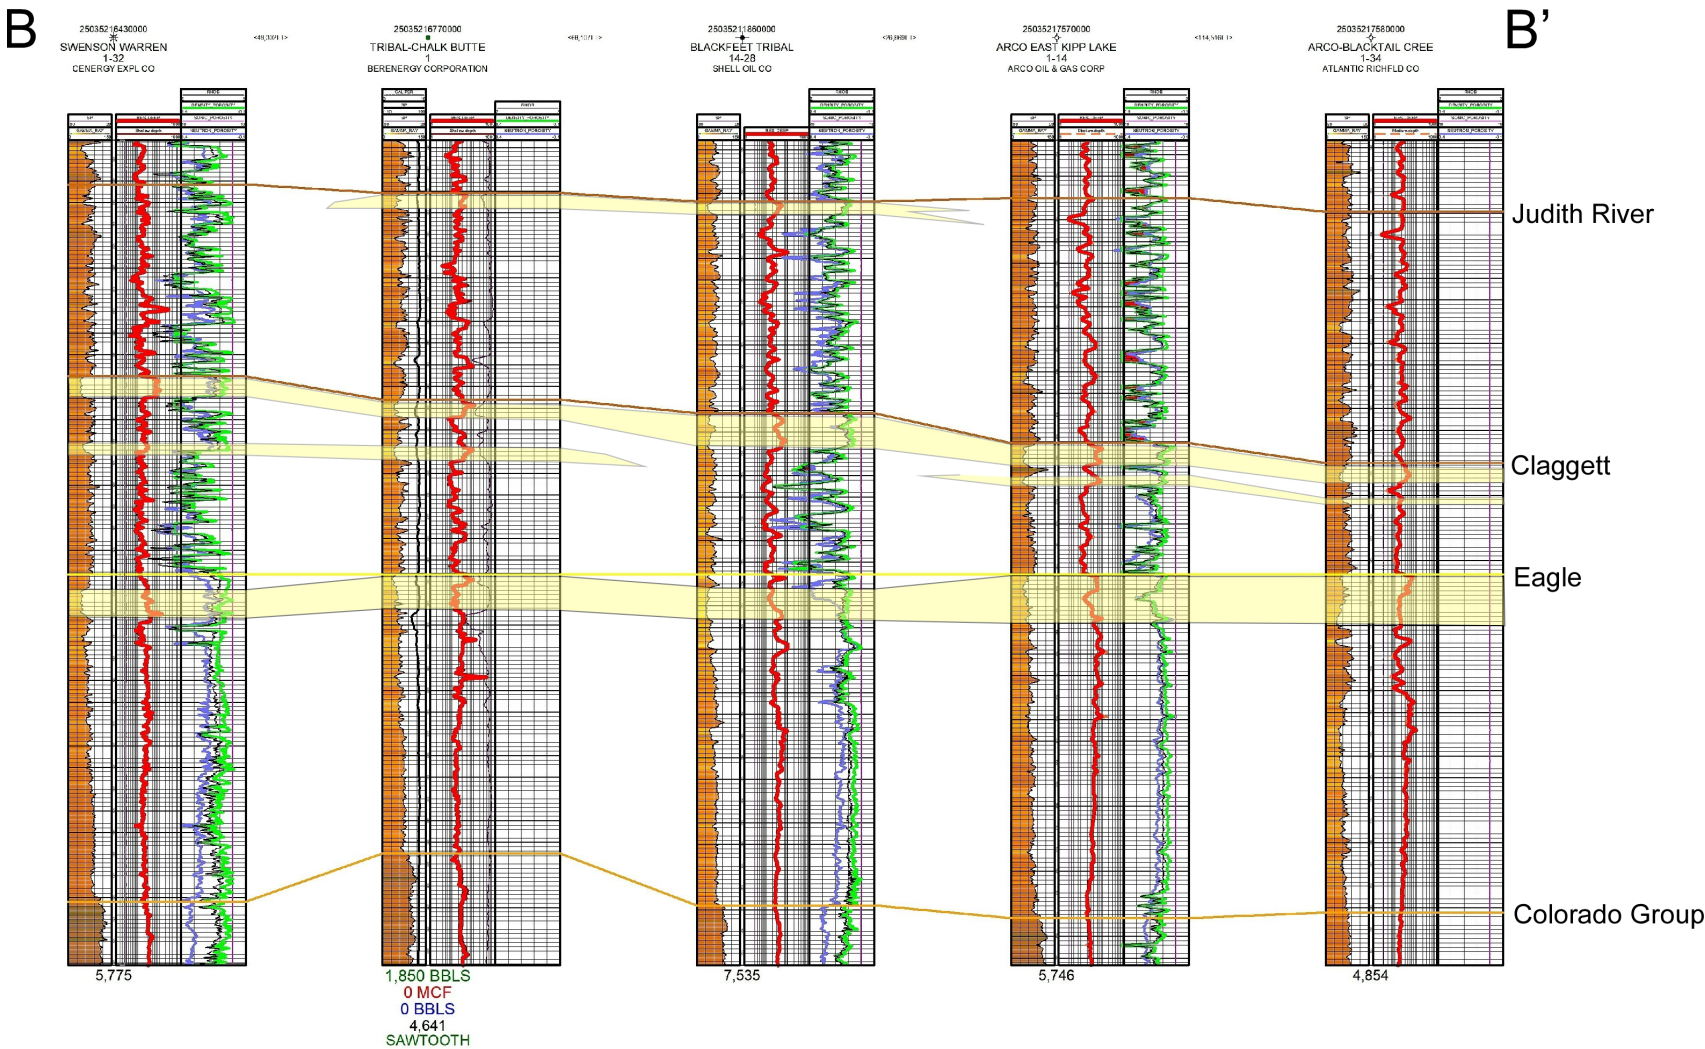 B
B'
25035216430000
SWENSON WARREN
1-32
CENERGY EXPL CO
25035216770000
TRIBAL-CHALK BUTTE
1
BERENERGY CORPORATION
25035211860000
BLACKFEET TRIBAL
14-28
SHELL OIL CO
25035217570000
ARCO EAST KIPP LAKE
1-14
ARCO OIL & GAS CORP
25035217580000
ARCO-BLACKTAIL CREE
1-34
ATLANTIC RICHFLD CO
Judith River
Claggett
Eagle
Colorado Group
5,775
1,850 BBLS
0 MCF
0 BBLS
4,641
SAWTOOTH
7,535
5,746
4,854